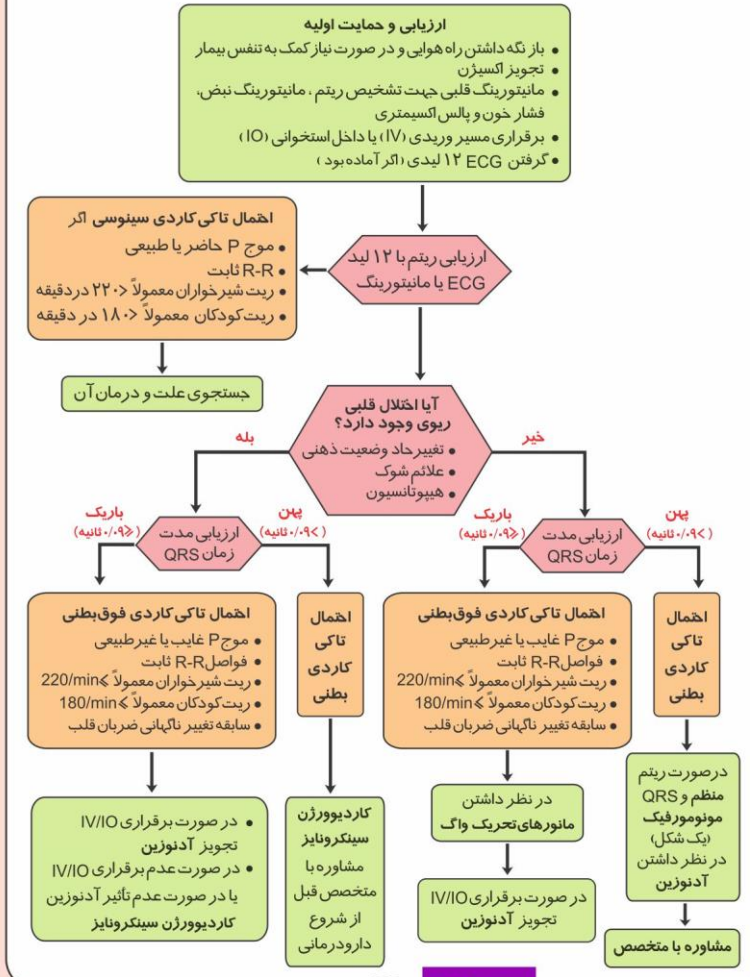 ارزیابی و حمایت اولیه
• باز نگه داشتن راه هوایی و در صورت نیاز کمک به تنفس بیمار
• تجویز اکسیژن
• مانیتورینگ قلبی جهت تشخیص ریتم، مانیتورینگ نبض،
فشار خون و پالس اکسیمتری
• برقراری مسیر وریدی (IV) یا داخل استخوانی (IO)
• گرفتن ECG ۱۲ لیدی (اگر آماده بود)
ارزیابی ریتم با ۱۲ لید
ECG یا مانیتورینگ
احتمال تاکی کاردی سینوسی اگر
• موج P حاضر یا طبیعی
• R-R ثابت
• ریت شیرخواران معمولاً <۲۲۰ در دقیقه
• ریت کودکان معمولاً <۱۸۰ در دقیقه
جستجوی علت و درمان آن
آیا اختلال قلبی
ریوی وجود دارد؟
• تغییر حاد وضعیت ذهنی
• علائم شوک
• هیپوتانسیون
خیر
بله
پهن
(>۰/۰۹ ثانیه)
ارزیابی مدت
زمان QRS
باریک
(≤۰/۰۹ ثانیه)
پهن
(>۰/۰۹ ثانیه)
ارزیابی مدت
زمان QRS
باریک
(≤۰/۰۹ ثانیه)
احتمال
تاکی
کاردی
بطنی
احتمال تاکی کاردی فوق بطنی
• موج P غایب یا غیرطبیعی
• فواصل R-R ثابت
• ریت شیرخواران معمولاً ≥220/min
• ریت کودکان معمولاً ≥180/min
• سابقه تغییر ناگهانی ضربان قلب
احتمال
تاکی
کاردی
بطنی
احتمال تاکی کاردی فوق بطنی
• موج P غایب یا غیرطبیعی
• فواصل R-R ثابت
• ریت شیرخواران معمولاً ≥220/min
• ریت کودکان معمولاً ≥180/min
• سابقه تغییر ناگهانی ضربان قلب
درصورت ریتم
منظم و QRS
مونومورفیک
(یک شکل)
در نظر داشتن
آدنوزین
مشاوره با متخصص
در نظر داشتن
مانورهای تحریک واگ
در صورت برقراری IV/IO
تجویز آدنوزین
کاردیوورژن
سینکرونایز
مشاوره با
متخصص قبل
از شروع
دارودرمانی
• در صورت برقراری IV/IO
تجویز آدنوزین
• در صورت عدم برقراری IV/IO
یا در صورت عدم تأثیر آدنوزین
کاردیوورژن سینکرونایز